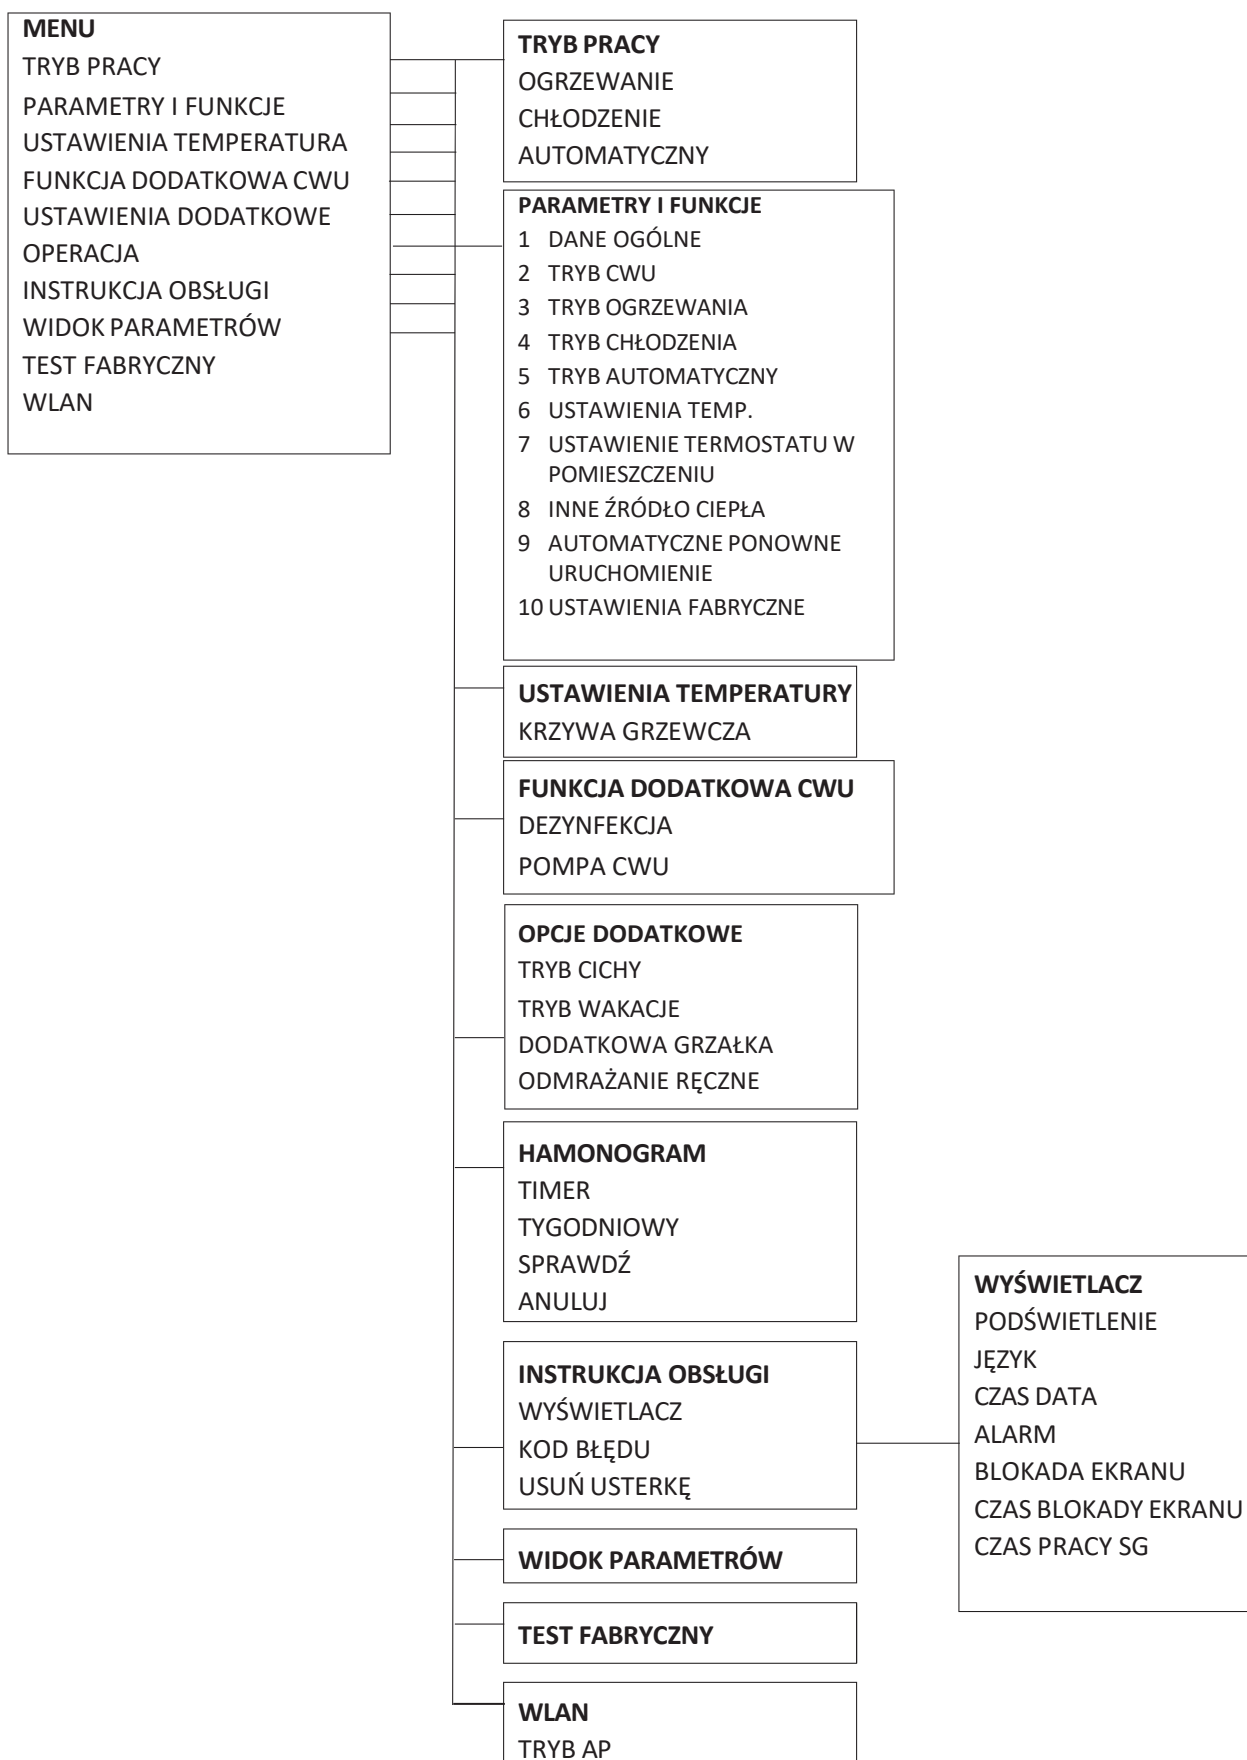 MENU
TRYB PRACY
PARAMETRY I FUNKCJE
USTAWIENIA TEMPERATURA
FUNKCJA DODATKOWA CWU
USTAWIENIA DODATKOWE
OPERACJA
INSTRUKCJA OBSŁUGI
WIDOK PARAMETRÓW
TEST FABRYCZNY
WLAN
TRYB PRACY
OGRZEWANIE
CHŁODZENIE
AUTOMATYCZNY
PARAMETRY I FUNKCJE
1 DANE OGÓLNE
2 TRYB CWU
3 TRYB OGRZEWANIA
4 TRYB CHŁODZENIA
5 TRYB AUTOMATYCZNY
6 USTAWIENIA TEMP.
7 USTAWIENIE TERMOSTATU W
POMIESZCZENIU
8 INNE ŹRÓDŁO CIEPŁA
9 AUTOMATYCZNE PONOWNE
URUCHOMIENIE
10 USTAWIENIA FABRYCZNE
USTAWIENIA TEMPERATURY
KRZYWA GRZEWCZA
FUNKCJA DODATKOWA CWU
DEZYNFEKCJA
POMPA CWU
OPCJE DODATKOWE
TRYB CICHY
TRYB WAKACJE
DODATKOWA GRZAŁKA
ODMRAŻANIE RĘCZNE
HAMONOGRAM
TIMER
TYGODNIOWY
SPRAWDŹ
ANULUJ
INSTRUKCJA OBSŁUGI
WYŚWIETLACZ
KOD BŁĘDU
USUŃ USTERKĘ
WYŚWIETLACZ
PODŚWIETLENIE
JĘZYK
CZAS DATA
ALARM
BLOKADA EKRANU
CZAS BLOKADY EKRANU
CZAS PRACY SG
WIDOK PARAMETRÓW
TEST FABRYCZNY
WLAN
TRYB AP